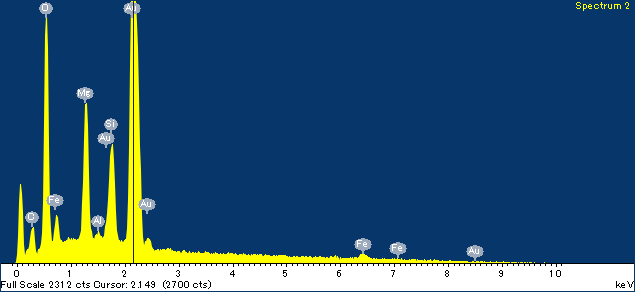 Spectrum 2
O
Au
Mg
Si
Au
Fe
Au
C
Al
Fe
Fe
Au
0 1 2 3 4 5 6 7 8 9 10
Full Scale 2312 cts Cursor: 2.149 (2700 cts)
keV